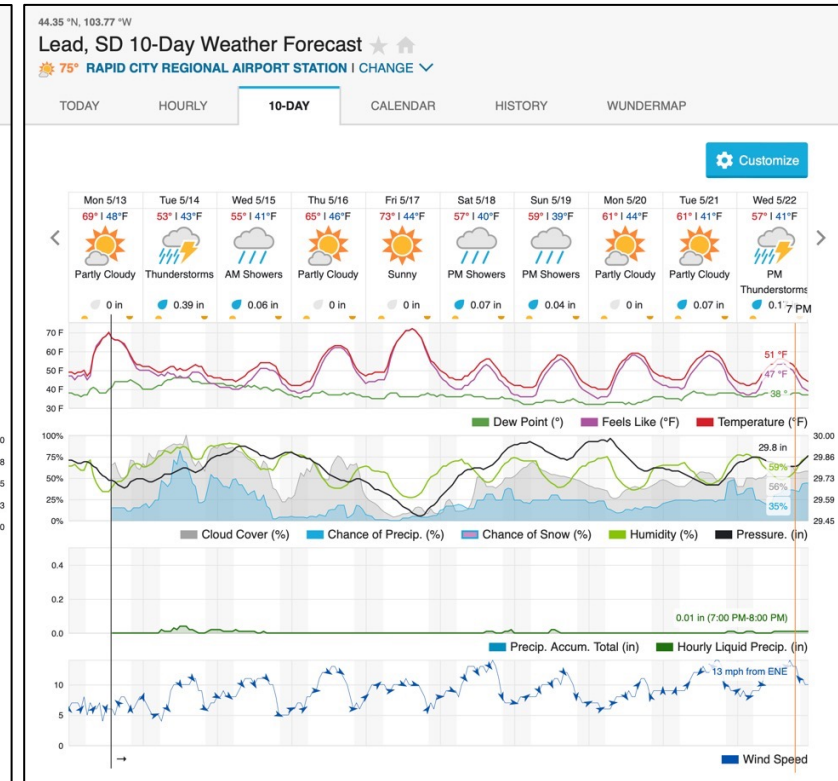 44.35 °N, 103.77 °W
Lead, SD 10-Day Weather Forecast
75° RAPID CITY REGIONAL AIRPORT STATION | CHANGE
TODAY HOURLY 10-DAY CALENDAR HISTORY WUNDERMAP
Customize
Mon 5/13 Tue 5/14 Wed 5/15 Thu 5/16 Fri 5/17 Sat 5/18 Sun 5/19 Mon 5/20 Tue 5/21 Wed 5/22
69° | 48°F 53° | 43°F 55° | 41°F 65° | 46°F 73° | 44°F 57° | 40°F 59° | 39°F 61° | 44°F 61° | 41°F 57° | 41°F
Partly Cloudy Thunderstorms AM Showers Partly Cloudy Sunny PM Showers PM Showers Partly Cloudy Partly Cloudy PM
Thunderstorms
0 in 0.39 in 0.06 in 0 in 0 in 0.07 in 0.04 in 0 in 0.07 in
7 PM
70 F
60 F
50 F
40 F
30 F
51 °F
47 °F
38 °
Dew Point (°) Feels Like (°F) Temperature (°F)
100% 30.00
75% 29.86
50% 29.73
25% 29.59
0% 29.45
29.8 in
59%
56%
35%
Cloud Cover (%) Chance of Precip. (%) Chance of Snow (%) Humidity (%) Pressure. (in)
0.4
0.2
0.0
0.01 in (7:00 PM-8:00 PM)
Precip. Accum. Total (in) Hourly Liquid Precip. (in)
10
5
0
13 mph from ENE
Wind Speed